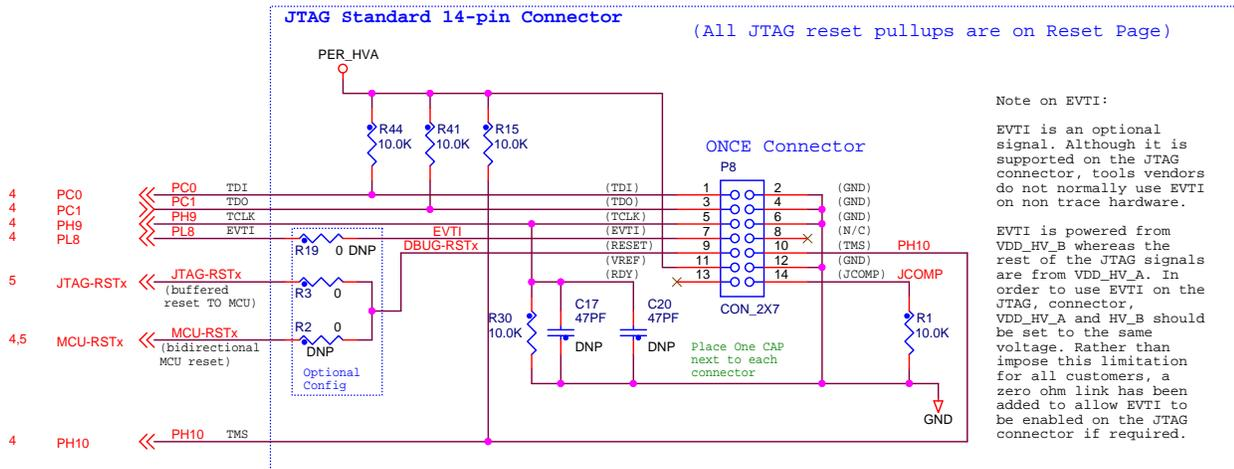 JTAG Standard 14-pin Connector
(All JTAG reset pullups are on Reset Page)
PER_HVA
R44
10.0K
R41
10.0K
R15
10.0K
ONCE Connector
P8
4 PC0 PC0 TDI (TDI) 1 2 (GND)
4 PC1 PC1 TDO (TDO) 3 4 (GND)
4 PH9 PH9 TCLK (TCLK) 5 6 (GND)
4 PL8 PL8 EVTI EVTI (EVTI) 7 8 (N/C)
R19 0 DNP
DBUG-RSTx (RESET) 9 10 (TMS) PH10
(VREF) 11 12 (GND)
5 JTAG-RSTx JTAG-RSTx (RDY) 13 14 (JCOMP) JCOMP
(buffered
reset TO MCU)
R3 0
CON_2X7
4,5 MCU-RSTx MCU-RSTx
(bidirectional
MCU reset)
R2 0
DNP
Optional
Config
R30
10.0K
C17
47PF
DNP
C20
47PF
DNP
Place One CAP
next to each
connector
R1
10.0K
GND
4 PH10 PH10 TMS
Note on EVTI:
EVTI is an optional
signal. Although it is
supported on the JTAG
connector, tools vendors
do not normally use EVTI
on non trace hardware.
EVTI is powered from
VDD_HV_B whereas the
rest of the JTAG signals
are from VDD_HV_A. In
order to use EVTI on the
JTAG, connector,
VDD_HV_A and HV_B should
be set to the same
voltage. Rather than
impose this limitation
for all customers, a
zero ohm link has been
added to allow EVTI to
be enabled on the JTAG
connector if required.